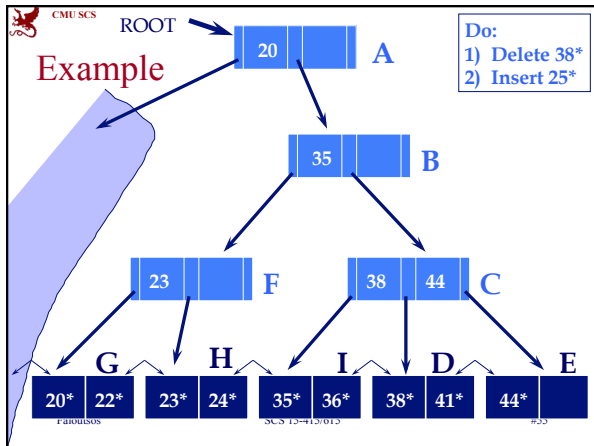 CMU SCS
ROOT
Do:
1) Delete 38*
2) Insert 25*
Example
20
A
35
B
23
F
38 44
C
G
H
I
D
E
20* 22*
23* 24*
35* 36*
38* 41*
44*
Faloutsos
SCS 15-415/615
#55